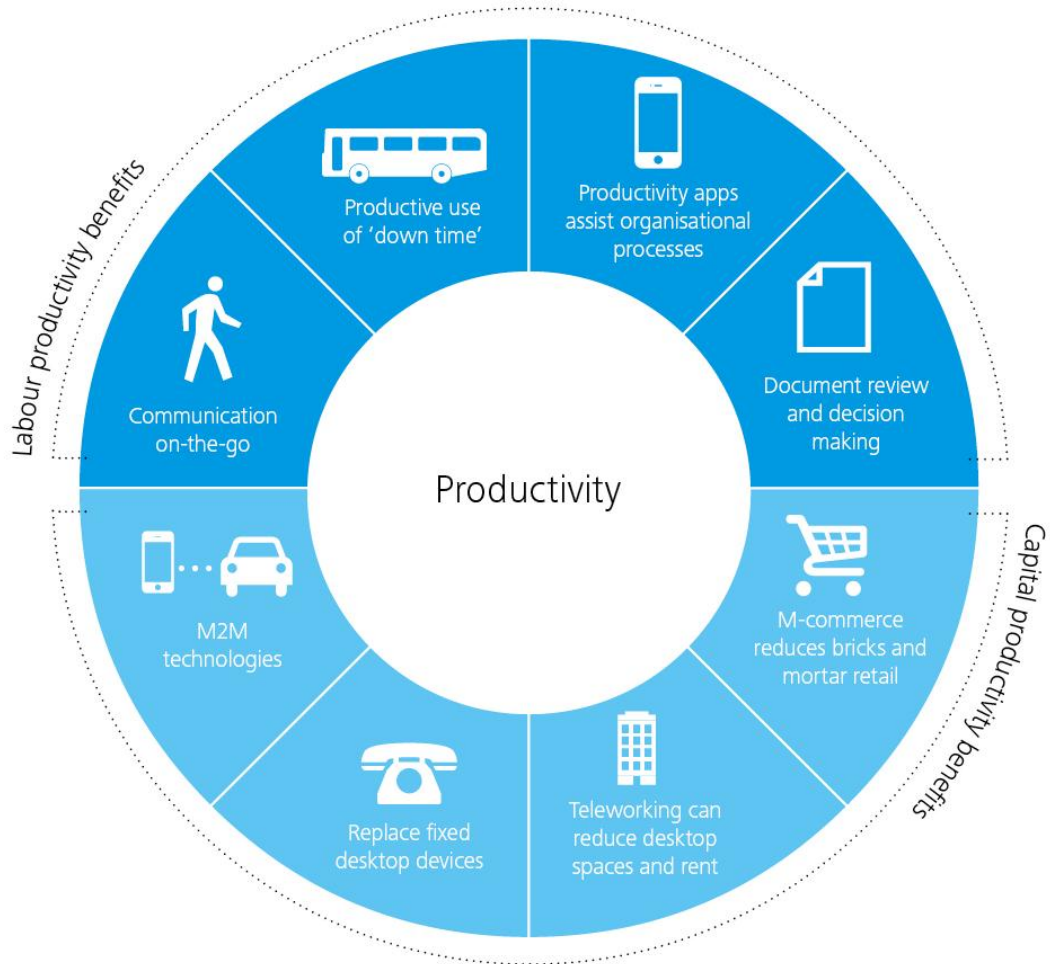 Labour productivity benefits
Productive use
of ‘down time’
Productivity apps
assist organisational
processes
Communication
on-the-go
Document review
and decision
making
Productivity
M2M
technologies
M-commerce
reduces bricks and
mortar retail
Replace fixed
desktop devices
Teleworking can
reduce desktop
spaces and rent
Capital productivity benefits